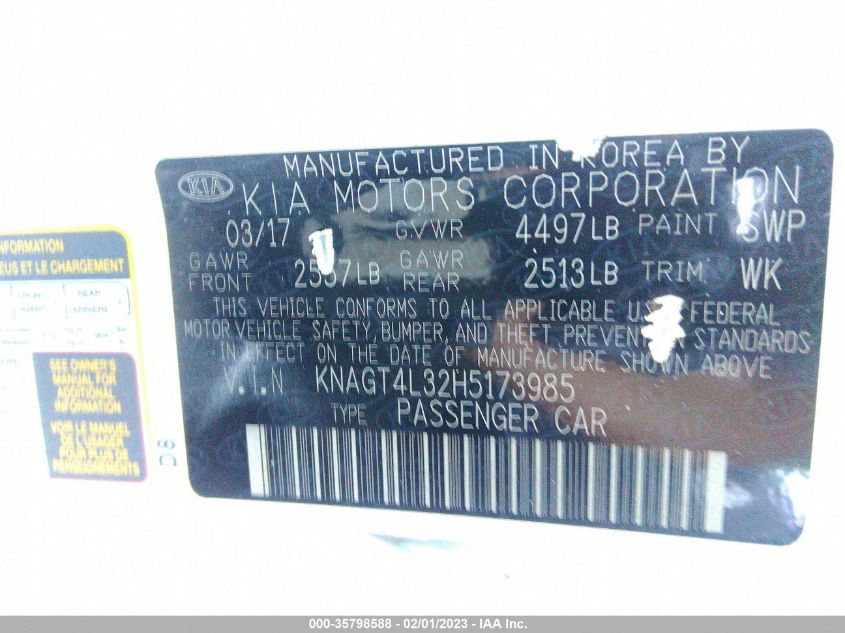 MANUFACTURED IN KOREA BY
KIA
KIA MOTORS CORPORATION
03/17 GVWR 4497LB PAINT SWP
GAWR FRONT 2537LB GAWR REAR 2513LB TRIM WK
THIS VEHICLE CONFORMS TO ALL APPLICABLE U.S. FEDERAL
MOTOR VEHICLE SAFETY, BUMPER, AND THEFT PREVENTION STANDARDS
IN EFFECT ON THE DATE OF MANUFACTURE SHOWN ABOVE
V.I.N KNAGT4L32H5173985
TYPE PASSENGER CAR
INFORMATION
EUS ET LE CHARGEMENT
SEE OWNER'S
MANUAL FOR
ADDITIONAL
INFORMATION
VOIR LE MANUEL
DE L'USAGER
POUR PLUS DE
RENSEIGNEMENTS
D8
000-35798588 - 02/01/2023 - IAA Inc.